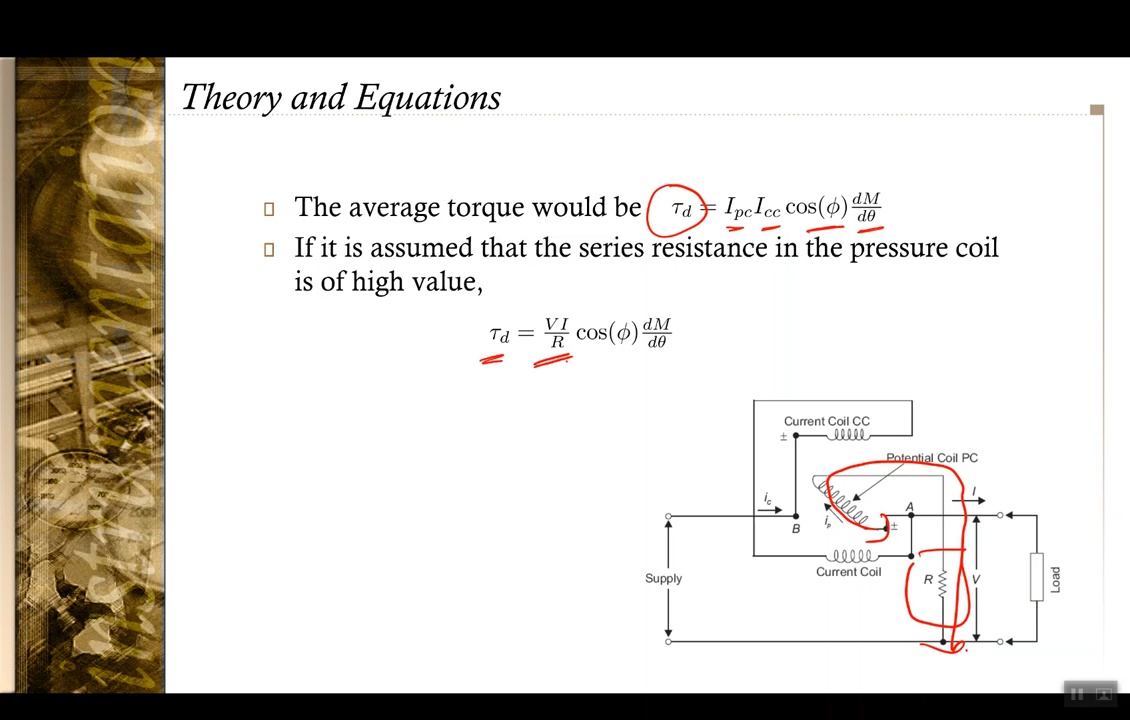 Theory and Equations
The average torque would be τ_d = I_pc I_cc cos(ϕ) dM/dθ
If it is assumed that the series resistance in the pressure coil
is of high value,
τ_d = VI/R cos(ϕ) dM/dθ
Current Coil CC
±
Potential Coil PC
i_c
I
A
B
i_p
±
Current Coil
R
V
Supply
Load
instrumentation